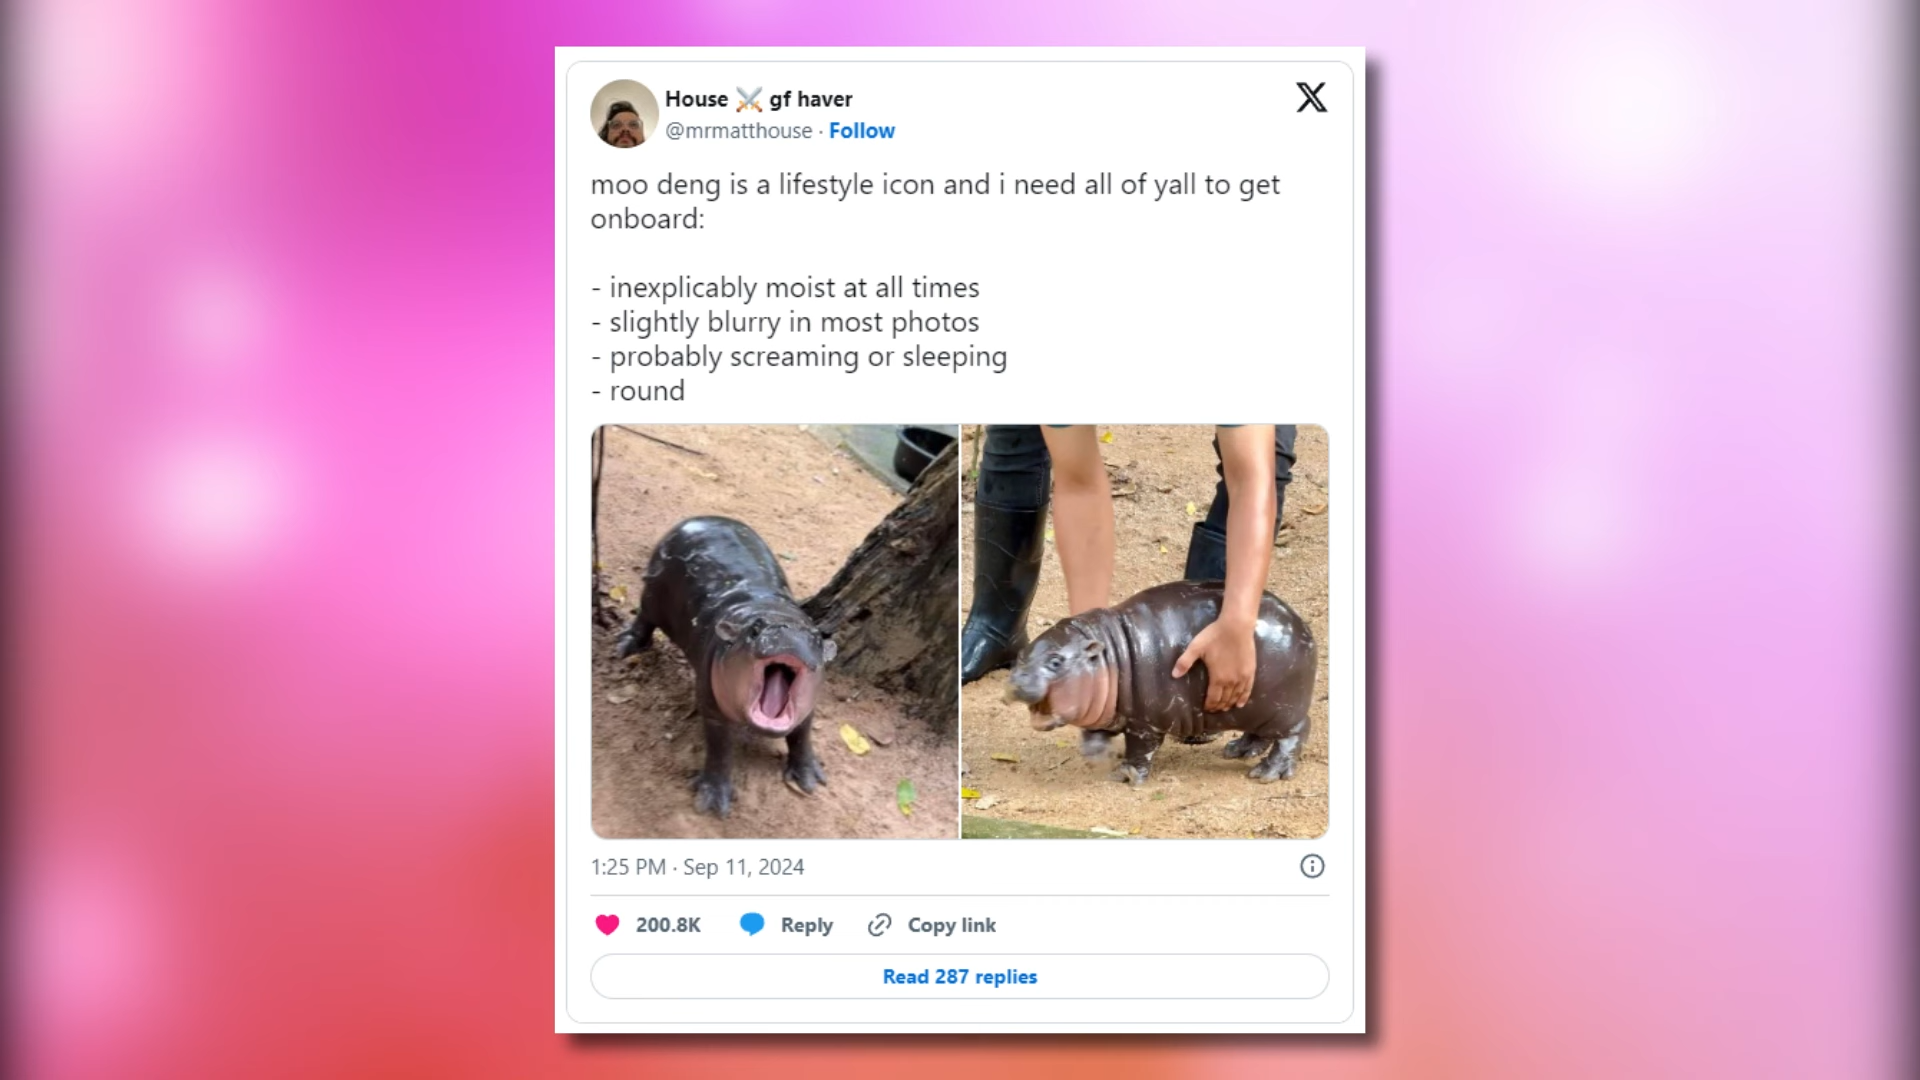 House ⚔️ gf haver
@mrmatthouse · Follow
moo deng is a lifestyle icon and i need all of yall to get
onboard:
- inexplicably moist at all times
- slightly blurry in most photos
- probably screaming or sleeping
- round
1:25 PM · Sep 11, 2024
200.8K Reply Copy link
Read 287 replies